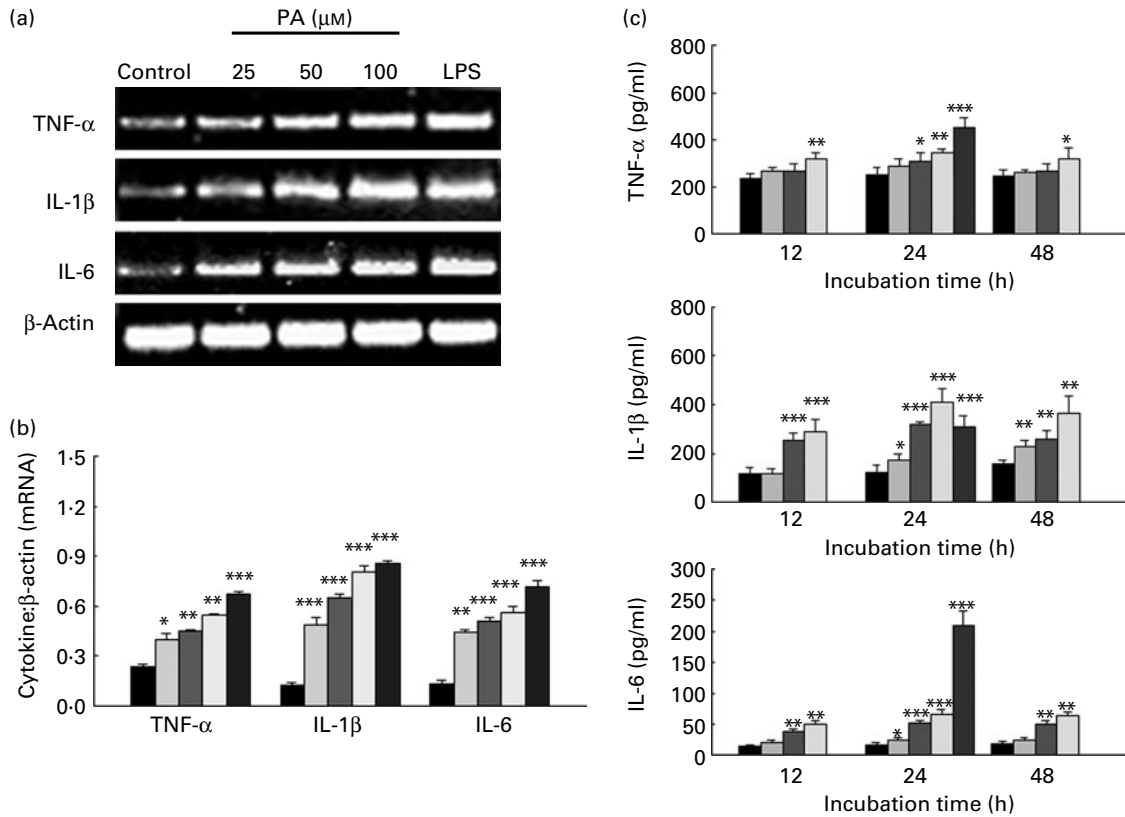 (a)
PA (μM)
Control 25 50 100 LPS
TNF-α
IL-1β
IL-6
β-Actin
(b)
Cytokine:β-actin (mRNA)
1·5
1·2
0·9
0·6
0·3
0·0
* ** ** ***
*** *** *** ***
** *** *** ***
TNF-α IL-1β IL-6
(c)
TNF-α (pg/ml)
800
600
400
200
0
**
* ** ***
*
12 24 48
Incubation time (h)
IL-1β (pg/ml)
800
600
400
200
0
*** ***
* *** *** ***
** ** **
12 24 48
Incubation time (h)
IL-6 (pg/ml)
300
250
200
150
100
50
0
** **
* *** *** ***
** **
12 24 48
Incubation time (h)